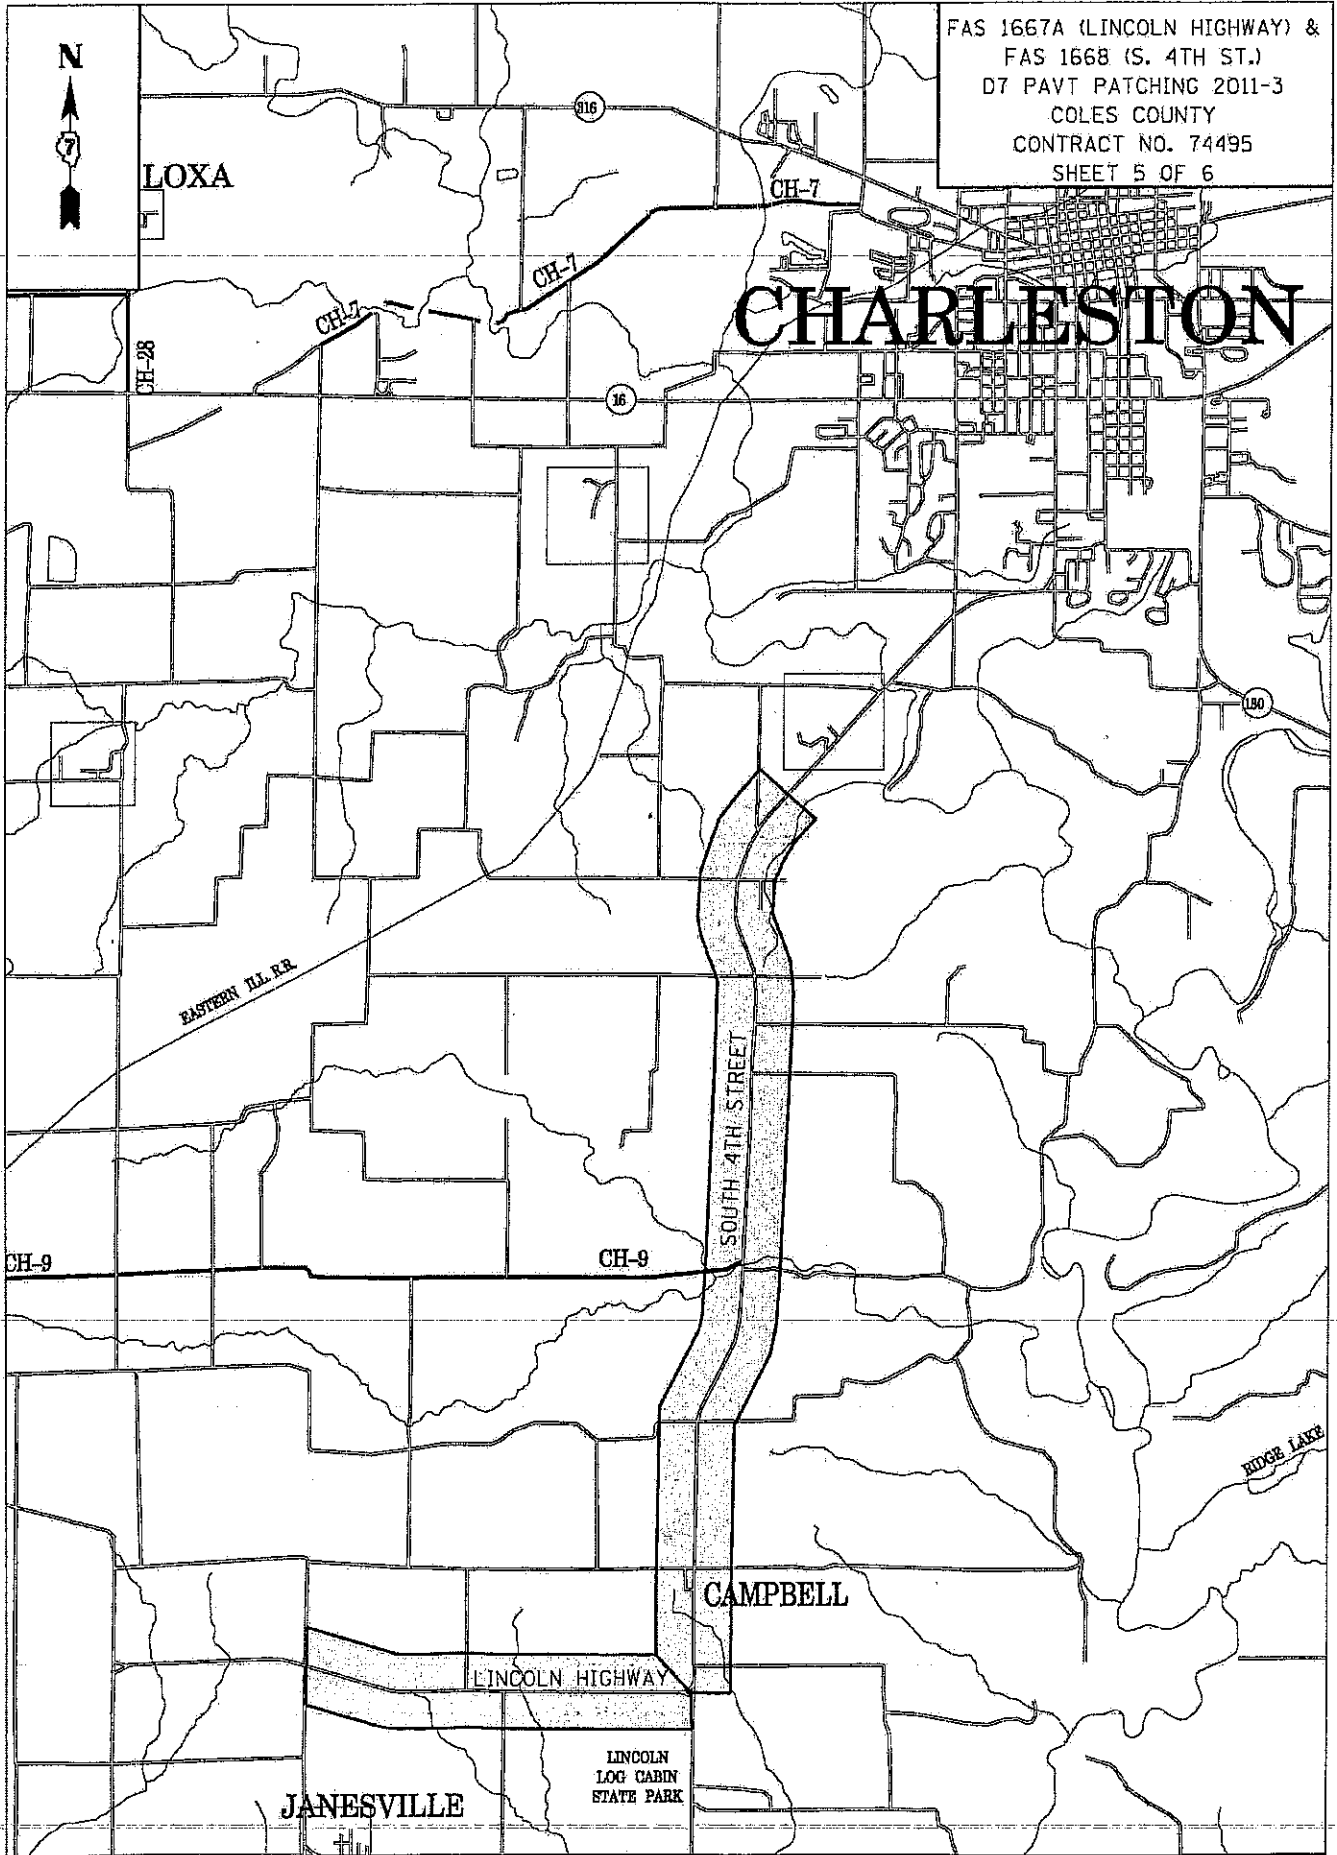 FAS 1667A (LINCOLN HIGHWAY) &
FAS 1668 (S. 4TH ST.)
D7 PAVT PATCHING 2011-3
COLES COUNTY
CONTRACT NO. 74495
SHEET 5 OF 6
N
7
316
LOXA
CH-7
CH-7
CHARLESTON
CH-7
CH-28
16
130
EASTERN ILL. R.R.
SOUTH 4TH STREET
CH-9
CH-9
RIDGE LAKE
CAMPBELL
LINCOLN HIGHWAY
LINCOLN
LOG CABIN
STATE PARK
JANESVILLE